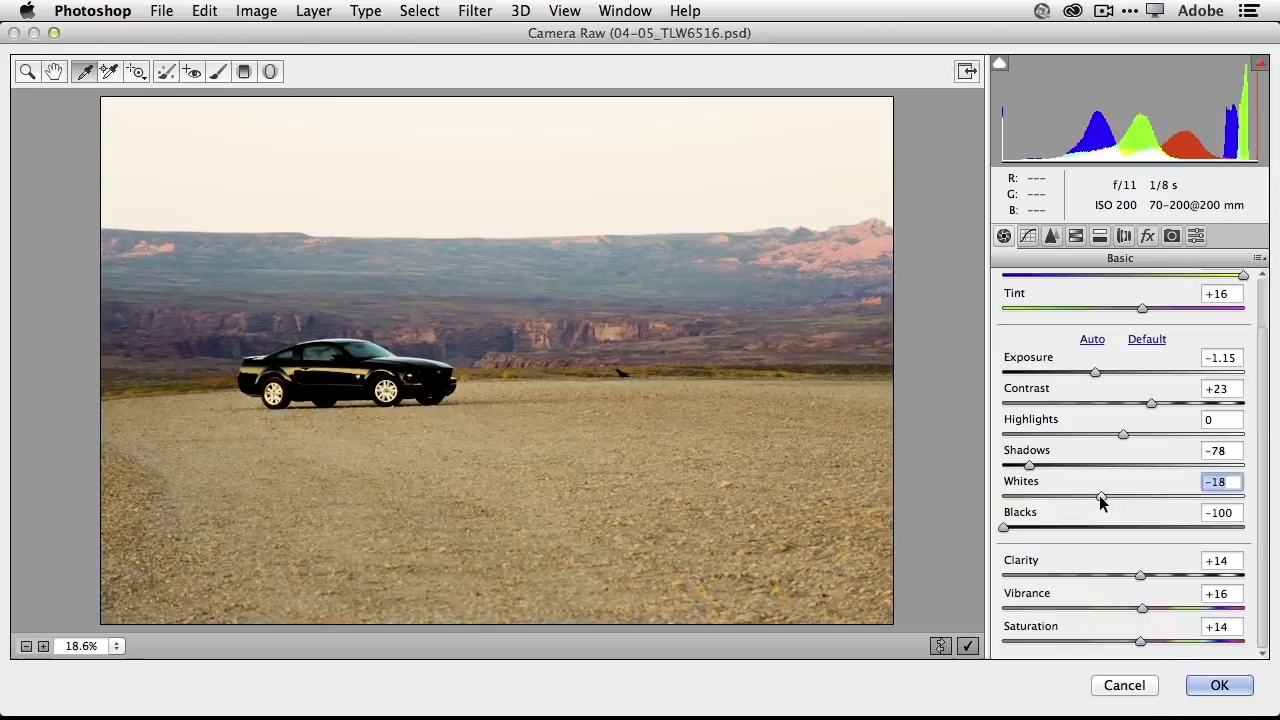 Photoshop File Edit Image Layer Type Select Filter 3D View Window Help Adobe
Camera Raw (04-05_TLW6516.psd)
R: ---
G: ---
B: ---
f/11 1/8 s
ISO 200 70-200@200 mm
fx
Basic
Tint +16
Auto Default
Exposure -1.15
Contrast +23
Highlights 0
Shadows -78
Whites -18
Blacks -100
Clarity +14
Vibrance +16
Saturation +14
18.6%
Cancel OK